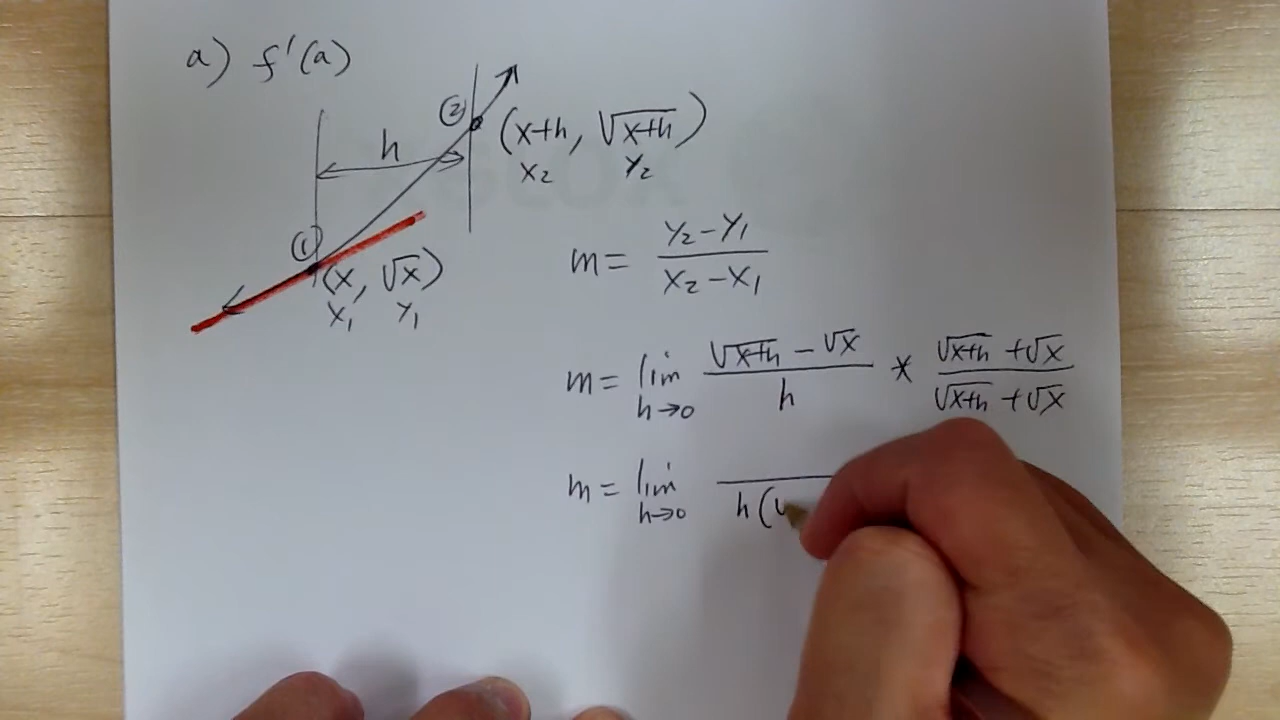 a) f'(a)
②
h
(x+h, √x+h)
x₂ y₂
①
(x, √x)
x₁ y₁
m = y₂-y₁ / x₂-x₁
m = lim h→0 √x+h - √x / h * √x+h + √x / √x+h + √x
m = lim h→0 / h(